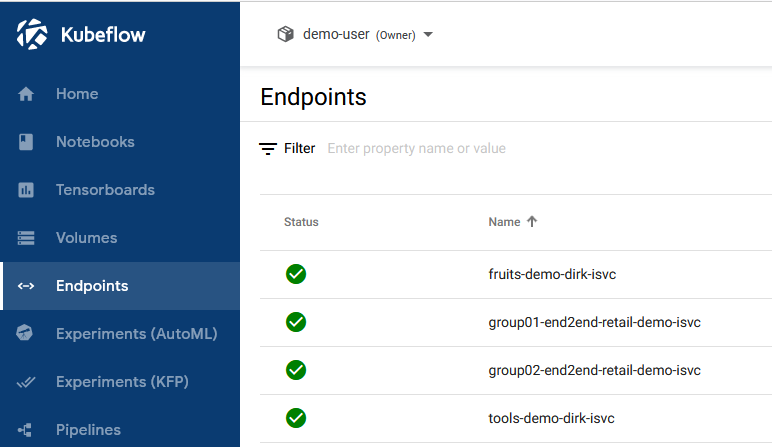 Kubeflow
demo-user (Owner)
Home
Notebooks
Tensorboards
Volumes
Endpoints
Experiments (AutoML)
Experiments (KFP)
Pipelines
Endpoints
Filter Enter property name or value
Status Name
fruits-demo-dirk-isvc
group01-end2end-retail-demo-isvc
group02-end2end-retail-demo-isvc
tools-demo-dirk-isvc